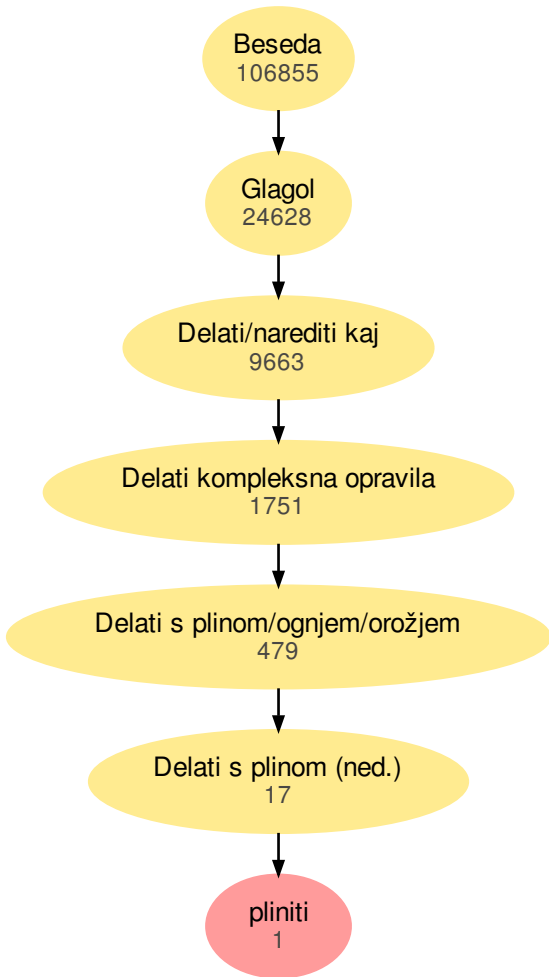 Beseda
106855
Glagol
24628
Delati/narediti kaj
9663
Delati kompleksna opravila
1751
Delati s plinom/ognjem/orožjem
479
Delati s plinom (ned.)
17
pliniti
1